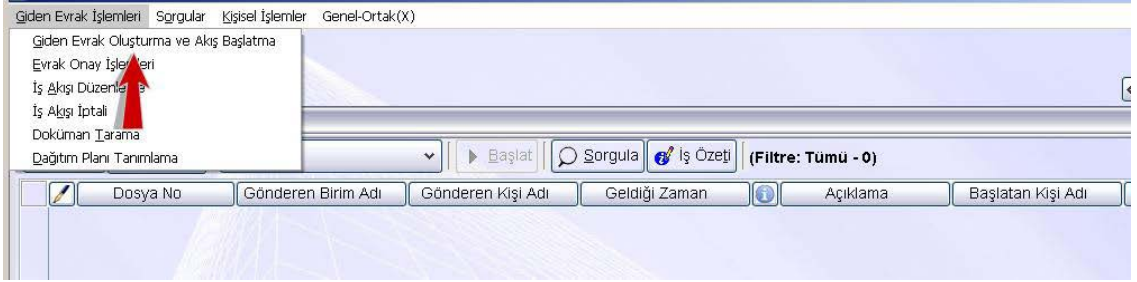 Giden Evrak İşlemleri Sorgular Kişisel İşlemler Genel-Ortak(X)
Giden Evrak Oluşturma ve Akış Başlatma
Evrak Onay İşlemleri
İş Akışı Düzenleme
İş Akışı İptali
Doküman Tarama
Dağıtım Planı Tanımlama
Başlat Sorgula İş Özeti (Filtre: Tümü - 0)
Dosya No Gönderen Birim Adı Gönderen Kişi Adı Geldiği Zaman Açıklama Başlatan Kişi Adı